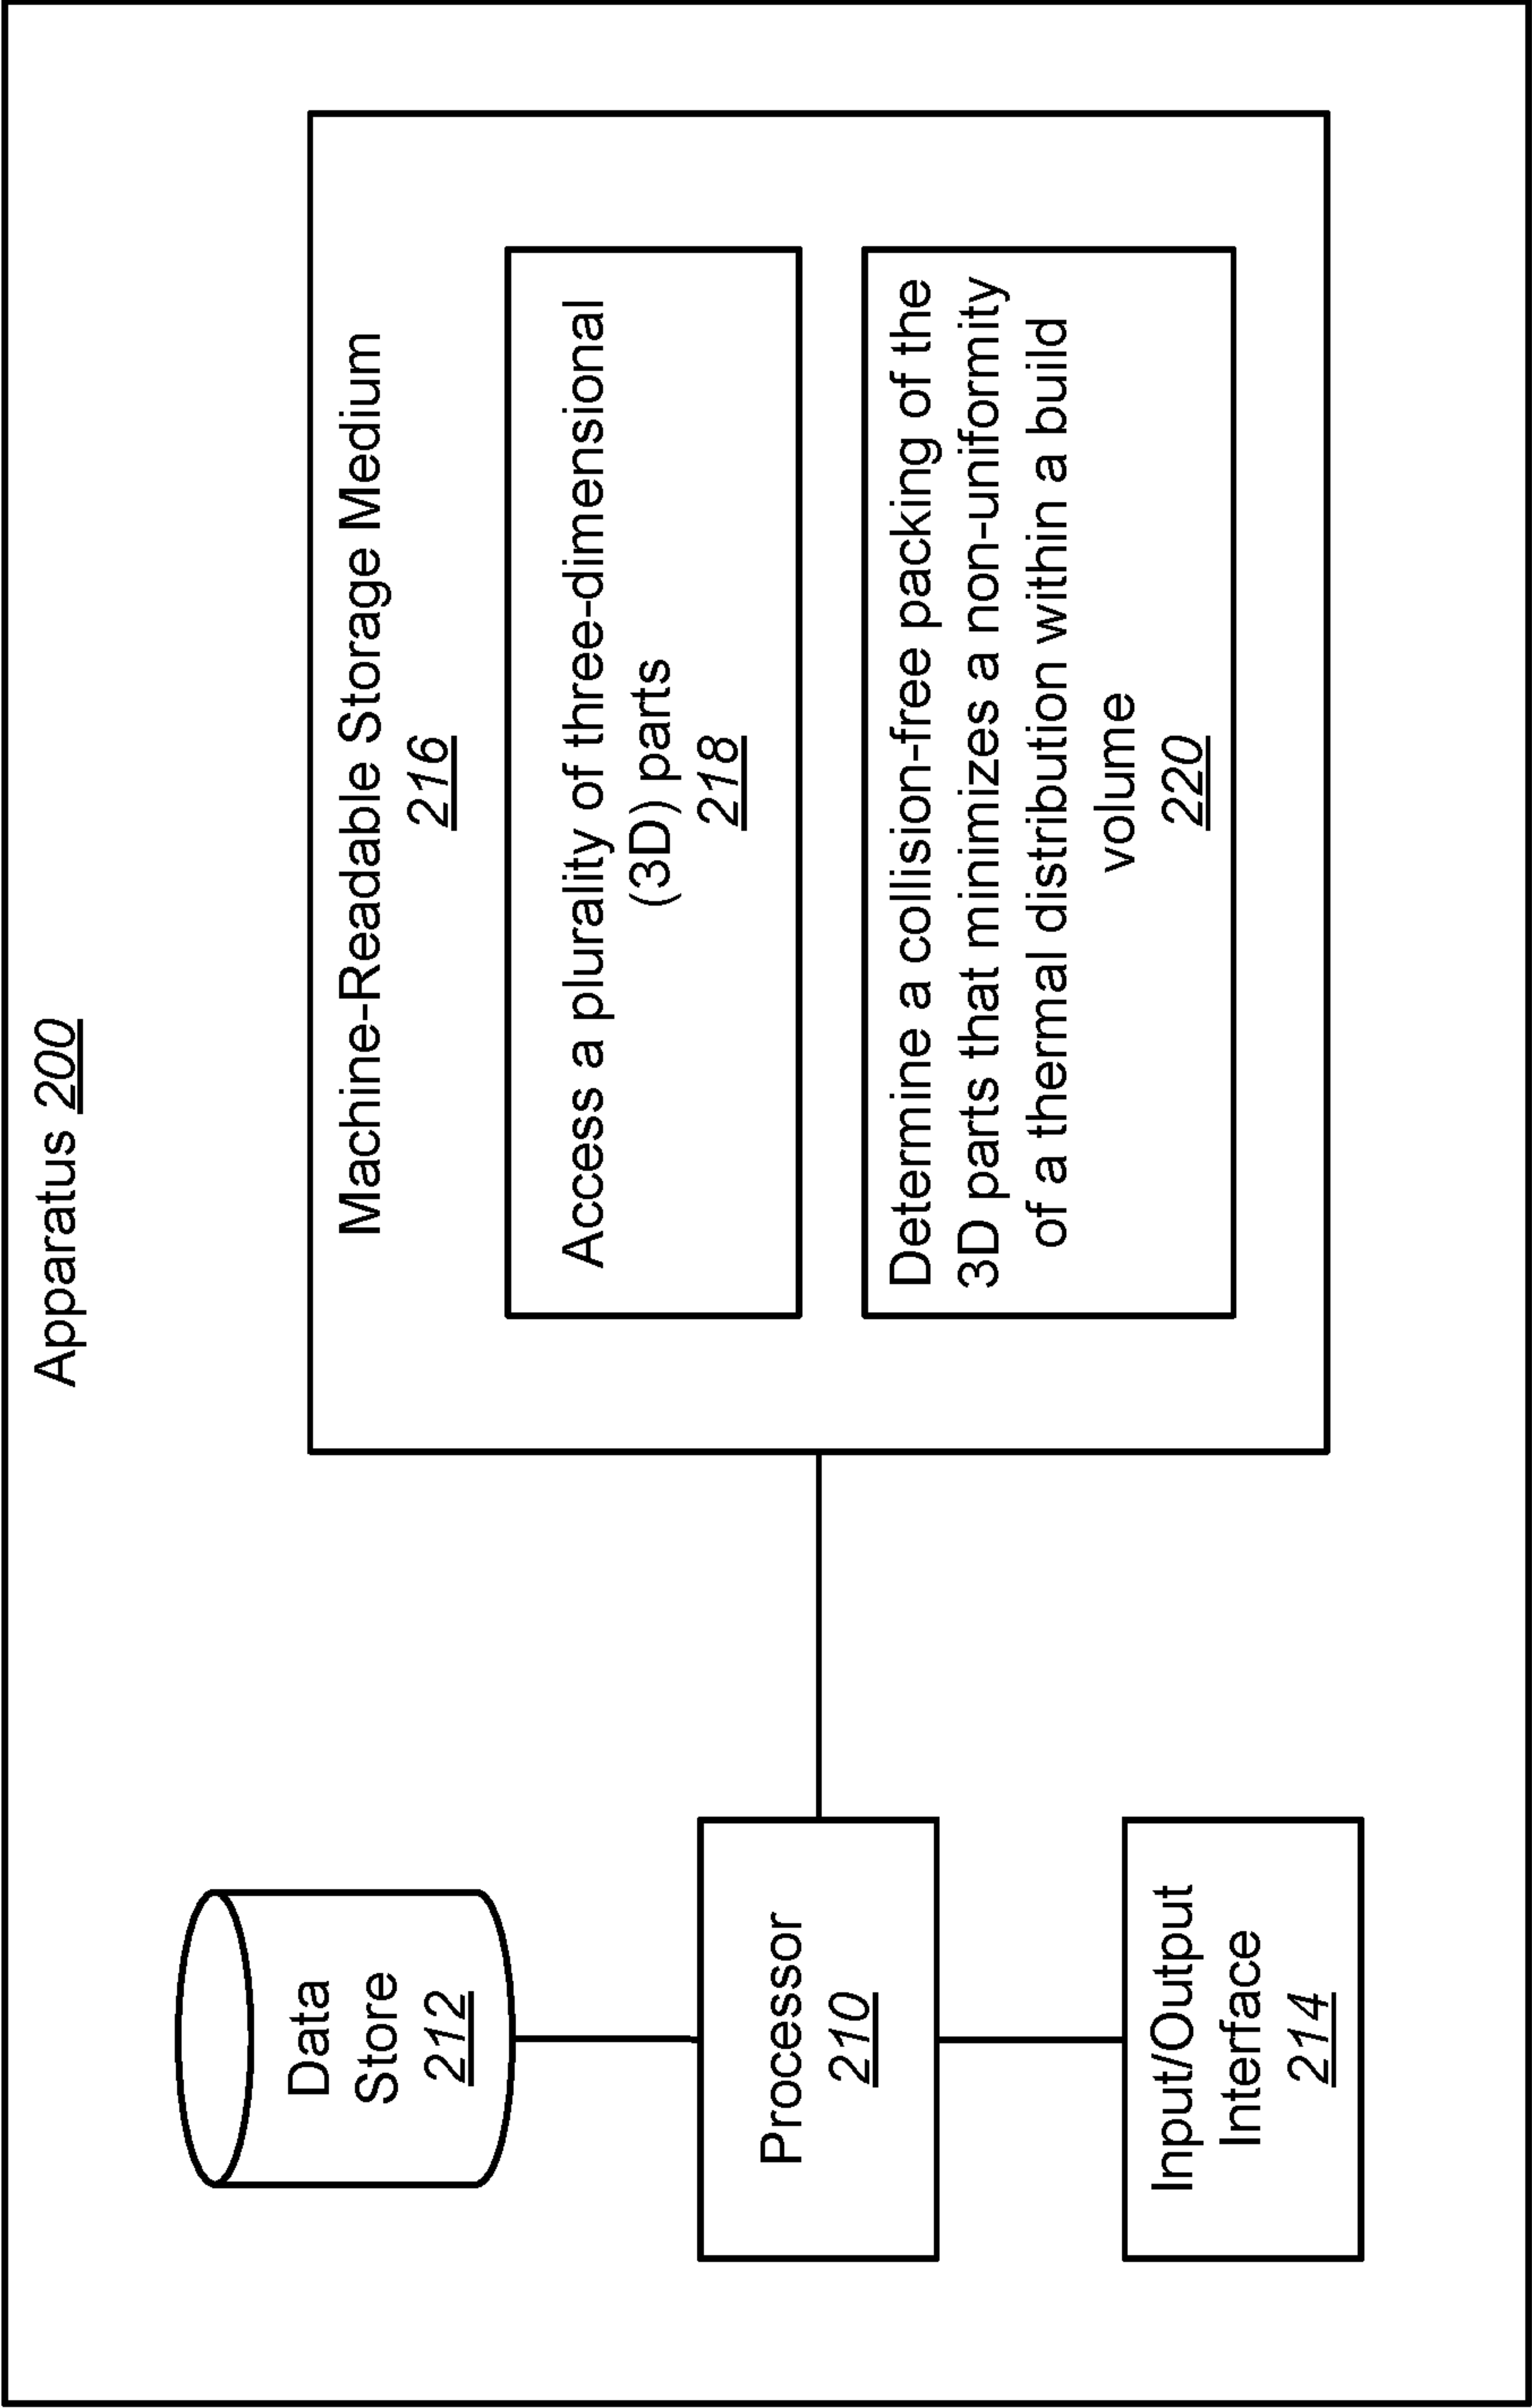 Apparatus 200
Data
Store
212
Processor
210
Input/Output
Interface
214
Machine-Readable Storage Medium
216
Access a plurality of three-dimensional
(3D) parts
218
Determine a collision-free packing of the
3D parts that minimizes a non-uniformity
of a thermal distribution within a build
volume
220